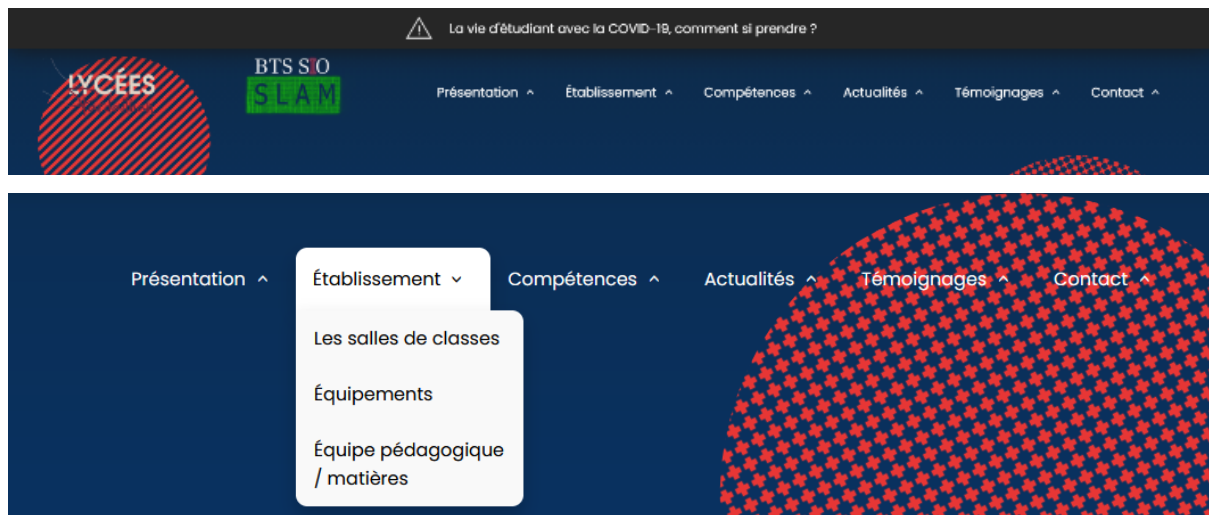 La vie d'étudiant avec la COVID-19, comment si prendre ?
LYCÉES
BTS SIO
SLAM
Présentation Établissement Compétences Actualités Témoignages Contact
Présentation Établissement Compétences Actualités Témoignages Contact
Les salles de classes
Équipements
Équipe pédagogique
/ matières